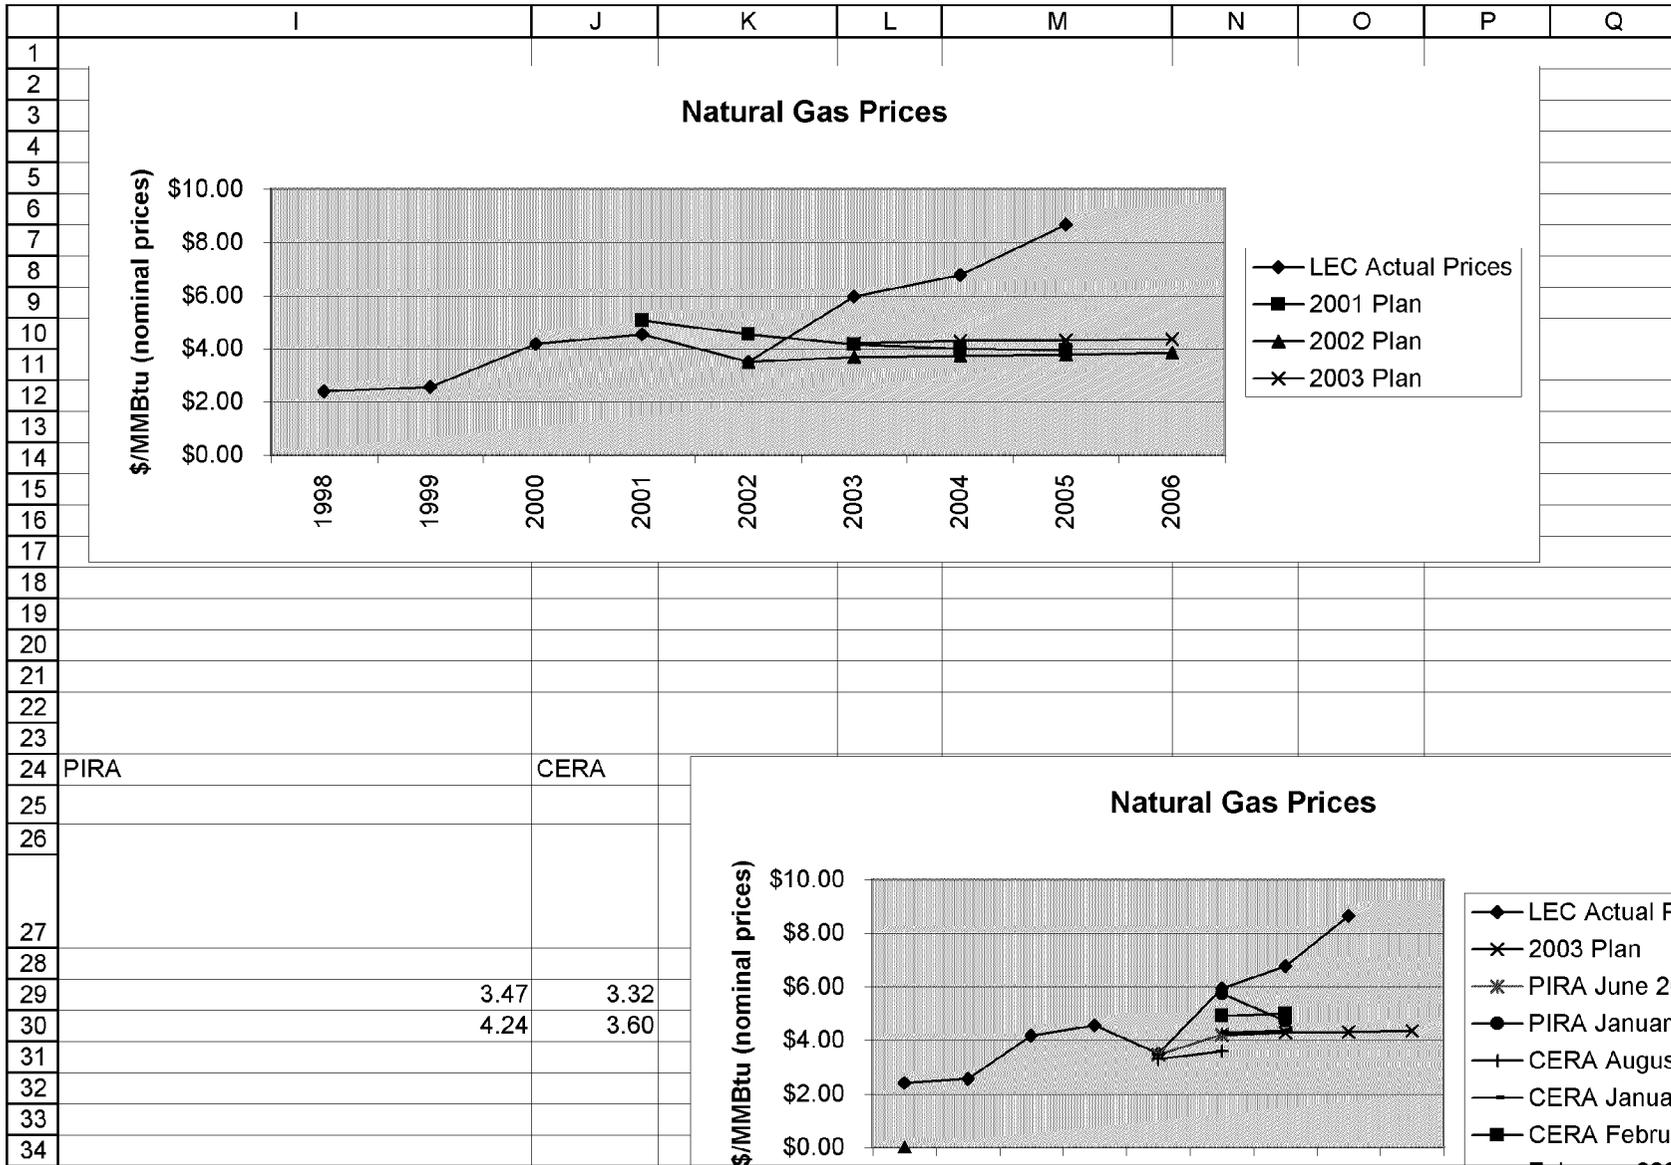 I J K L M N O P Q
1
2
3
4
5
6
7
8
9
10
11
12
13
14
15
16
17
Natural Gas Prices
$/MMBtu (nominal prices)
$10.00
$8.00
$6.00
$4.00
$2.00
$0.00
1998 1999 2000 2001 2002 2003 2004 2005 2006
LEC Actual Prices
2001 Plan
2002 Plan
2003 Plan
18
19
20
21
22
23
24 PIRA CERA
25
26
27
28
29 3.47 3.32
30 4.24 3.60
31
32
33
34
Natural Gas Prices
$/MMBtu (nominal prices)
$10.00
$8.00
$6.00
$4.00
$2.00
$0.00
LEC Actual P
2003 Plan
PIRA June 2
PIRA Januar
CERA Augus
CERA Janua
CERA Febru